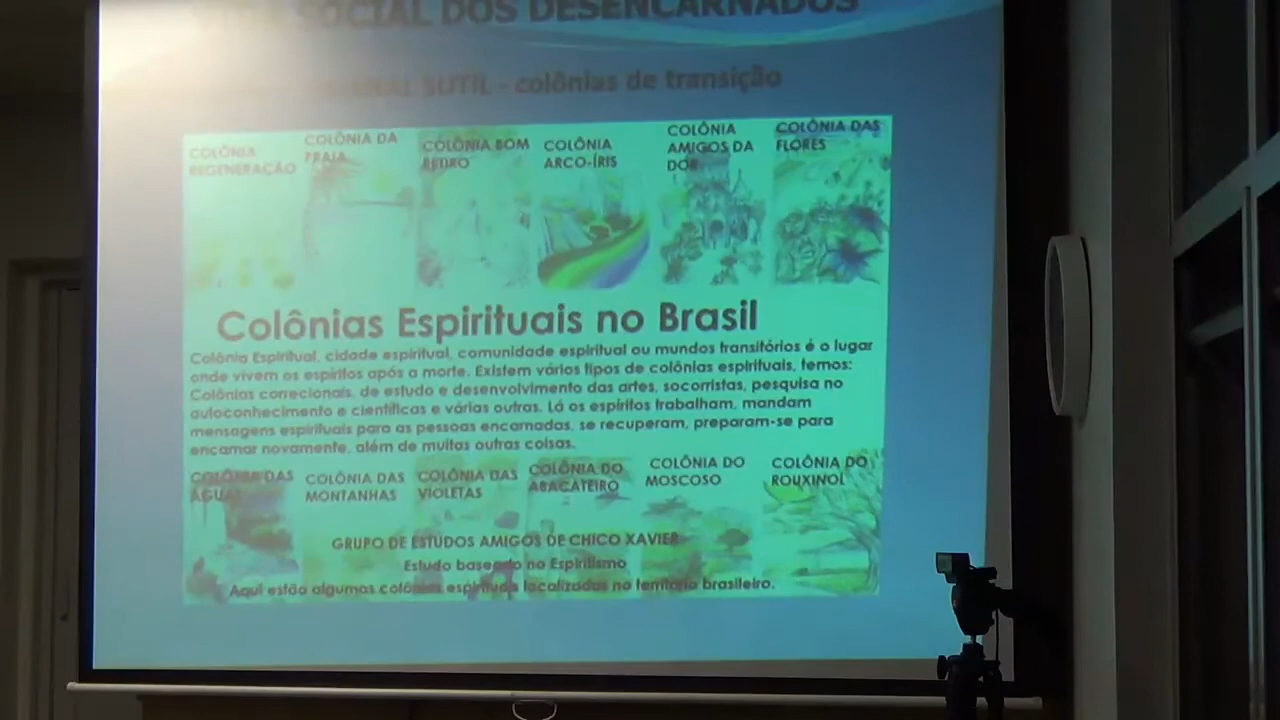 SOCIAL DOS DESENCARNADOS
SUTIL - colônias de transição
COLÔNIA REGENERAÇÃO
COLÔNIA DA PRAIA
COLÔNIA BOM RETIRO
COLÔNIA ARCO-ÍRIS
COLÔNIA AMIGOS DA DOR
COLÔNIA DAS FLORES
Colônias Espirituais no Brasil
Colônia Espiritual, cidade espiritual, comunidade espiritual ou mundos transitórios é o lugar
onde vivem os espíritos após a morte. Existem vários tipos de colônias espirituais, temos:
Colônias correcionais, de estudo e desenvolvimento das artes, socorristas, pesquisa no
autoconhecimento e científicas e várias outras. Lá os espíritos trabalham, mandam
mensagens espirituais para as pessoas encarnadas, se recuperam, preparam-se para
encarnar novamente, além de muitas outras coisas.
COLÔNIA DAS ÁGUAS
COLÔNIA DAS MONTANHAS
COLÔNIA DAS VIOLETAS
COLÔNIA DO ABACATEIRO
COLÔNIA DO MOSCOSO
COLÔNIA DO ROUXINOL
GRUPO DE ESTUDOS AMIGOS DE CHICO XAVIER
Estudo baseado no Espiritismo
Aqui estão algumas colônias espirituais localizadas no território brasileiro.